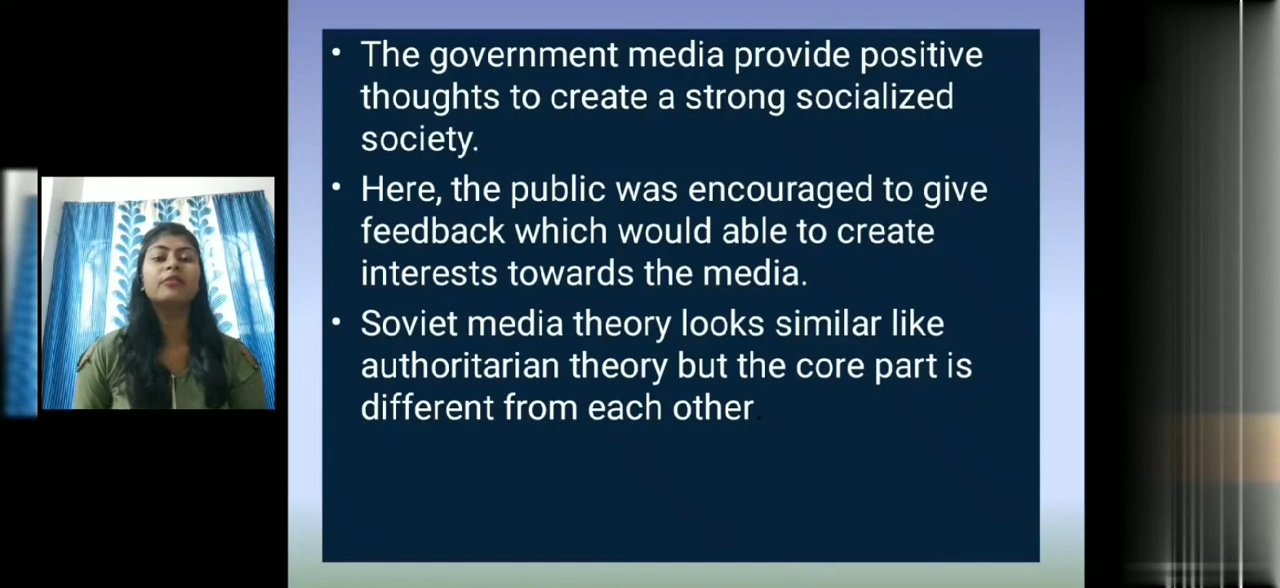 • The government media provide positive
thoughts to create a strong socialized
society.
• Here, the public was encouraged to give
feedback which would able to create
interests towards the media.
• Soviet media theory looks similar like
authoritarian theory but the core part is
different from each other.